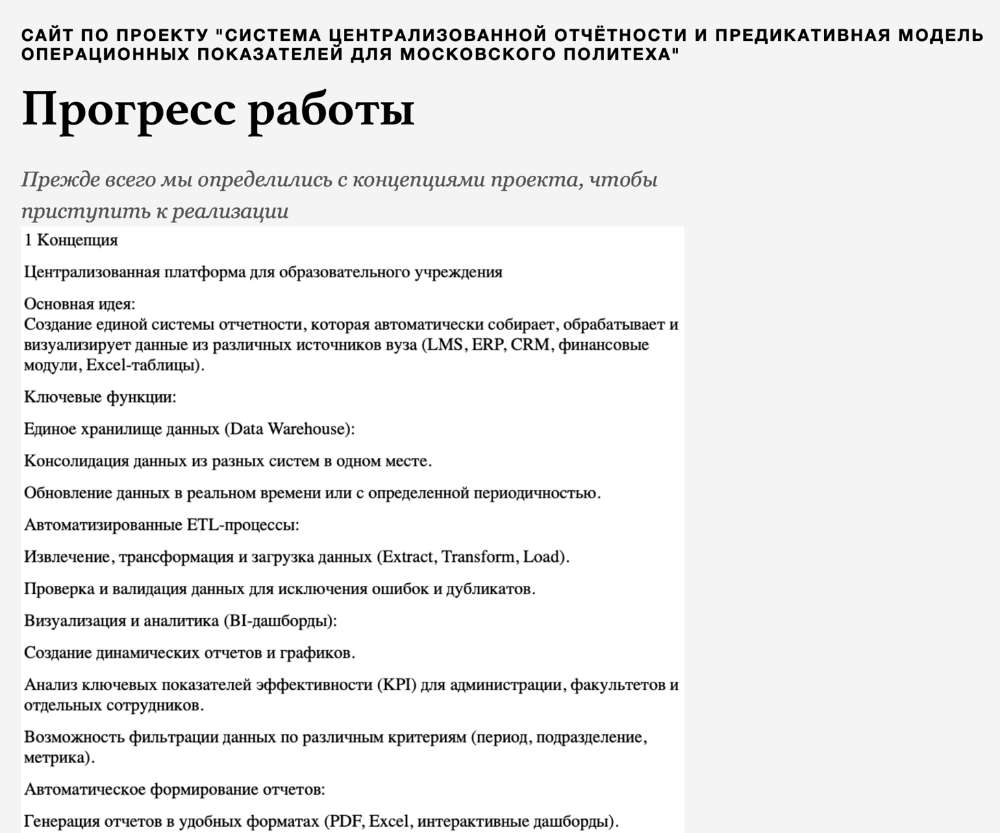 САЙТ ПО ПРОЕКТУ "СИСТЕМА ЦЕНТРАЛИЗОВАННОЙ ОТЧЁТНОСТИ И ПРЕДИКАТИВНАЯ МОДЕЛЬ
ОПЕРАЦИОННЫХ ПОКАЗАТЕЛЕЙ ДЛЯ МОСКОВСКОГО ПОЛИТЕХА"
Прогресс работы
Прежде всего мы определились с концепциями проекта, чтобы
приступить к реализации
1 Концепция
Централизованная платформа для образовательного учреждения
Основная идея:
Создание единой системы отчетности, которая автоматически собирает, обрабатывает и
визуализирует данные из различных источников вуза (LMS, ERP, CRM, финансовые
модули, Excel-таблицы).
Ключевые функции:
Единое хранилище данных (Data Warehouse):
Консолидация данных из разных систем в одном месте.
Обновление данных в реальном времени или с определенной периодичностью.
Автоматизированные ETL-процессы:
Извлечение, трансформация и загрузка данных (Extract, Transform, Load).
Проверка и валидация данных для исключения ошибок и дубликатов.
Визуализация и аналитика (BI-дашборды):
Создание динамических отчетов и графиков.
Анализ ключевых показателей эффективности (KPI) для администрации, факультетов и
отдельных сотрудников.
Возможность фильтрации данных по различным критериям (период, подразделение,
метрика).
Автоматическое формирование отчетов:
Генерация отчетов в удобных форматах (PDF, Excel, интерактивные дашборды).